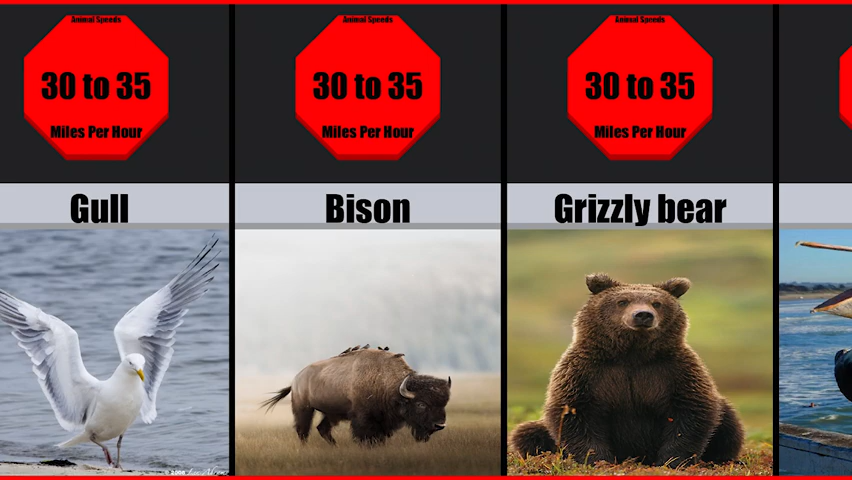 Animal Speeds
30 to 35
Miles Per Hour
Gull
Animal Speeds
30 to 35
Miles Per Hour
Bison
Animal Speeds
30 to 35
Miles Per Hour
Grizzly bear